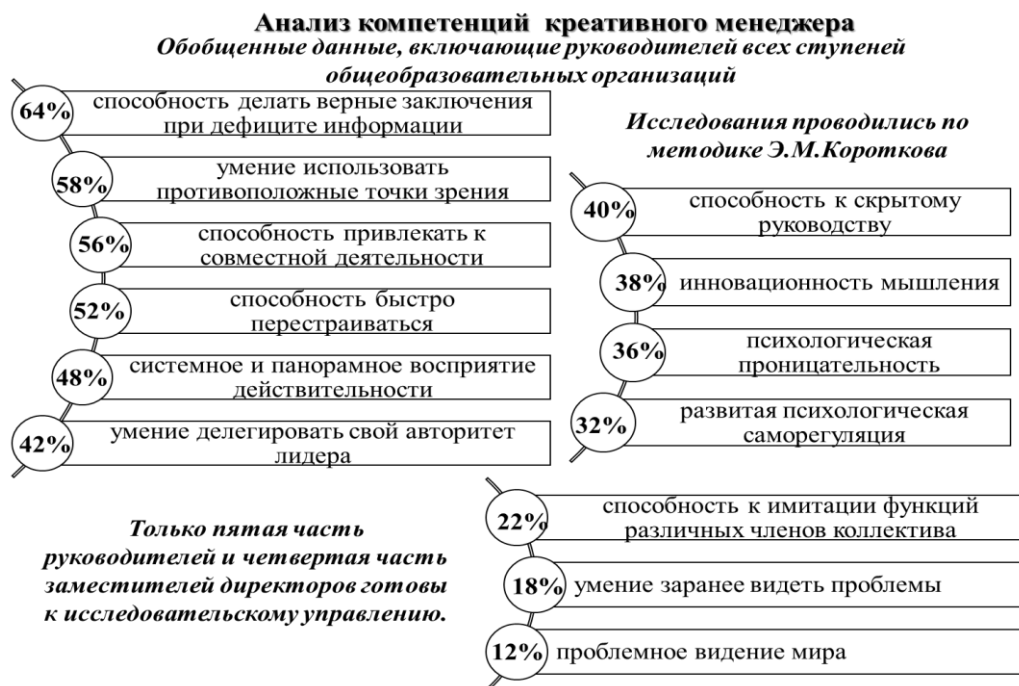 Анализ компетенций креативного менеджера
Обобщенные данные, включающие руководителей всех ступеней
общеобразовательных организаций
64%
способность делать верные заключения
при дефиците информации
58%
умение использовать
противоположные точки зрения
56%
способность привлекать к
совместной деятельности
52%
способность быстро
перестраиваться
48%
системное и панорамное восприятие
действительности
42%
умение делегировать свой авторитет
лидера
Исследования проводились по
методике Э.М.Короткова
40%
способность к скрытому
руководству
38%
инновационность мышления
36%
психологическая
проницательность
32%
развитая психологическая
саморегуляция
Только пятая часть
руководителей и четвертая часть
заместителей директоров готовы
к исследовательскому управлению.
22%
способность к имитации функций
различных членов коллектива
18%
умение заранее видеть проблемы
12%
проблемное видение мира